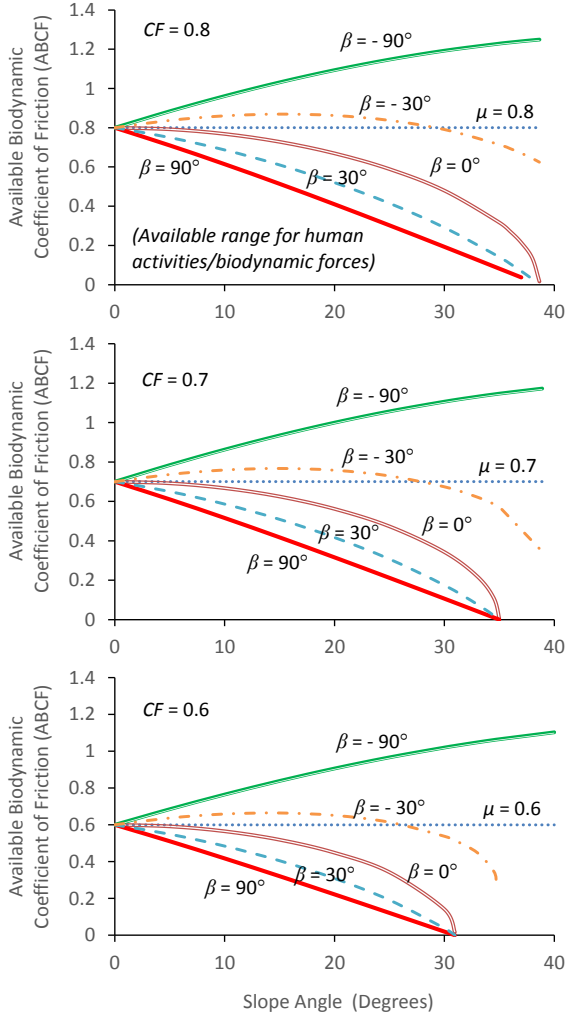 Available Biodynamic
Coefficient of Friction (ABCF)
1.4
1.2
1
0.8
0.6
0.4
0.2
0
CF = 0.8
β = - 90°
β = - 30°
μ = 0.8
β = 0°
β = 30°
β = 90°
(Available range for human
activities/biodynamic forces)
0
10
20
30
40
Available Biodynamic
Coefficient of Friction (ABCF)
1.4
1.2
1
0.8
0.6
0.4
0.2
0
CF = 0.7
β = - 90°
β = - 30°
μ = 0.7
β = 0°
β = 30°
β = 90°
0
10
20
30
40
Available Biodynamic
Coefficient of Friction (ABCF)
1.4
1.2
1
0.8
0.6
0.4
0.2
0
CF = 0.6
β = - 90°
β = - 30°
μ = 0.6
β = 0°
β = 30°
β = 90°
0
10
20
30
40
Slope Angle (Degrees)